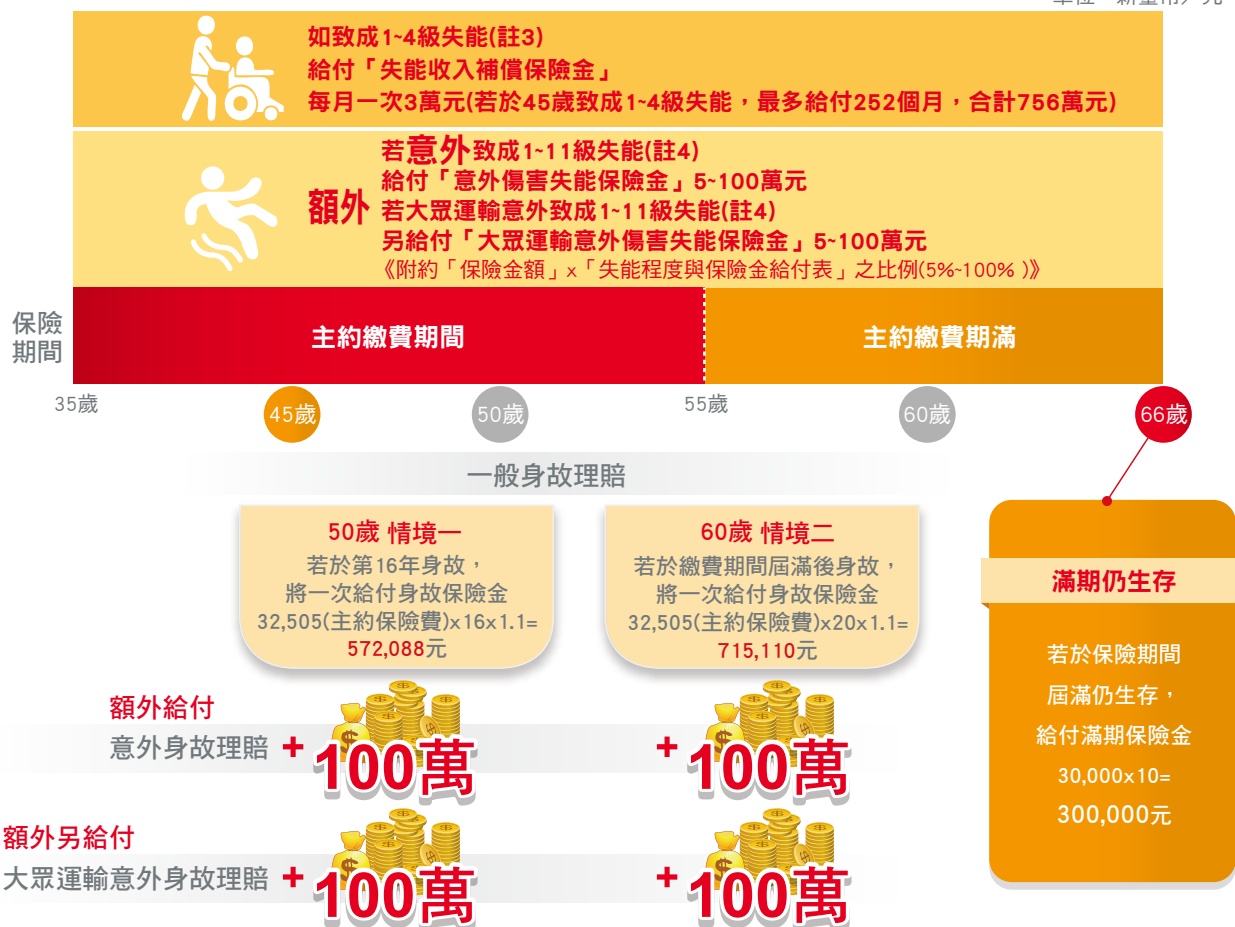 單位：新臺幣／元
如致成1~4級失能(註3)
給付「失能收入補償保險金」
每月一次3萬元(若於45歲致成1~4級失能，最多給付252個月，合計756萬元)
若意外致成1~11級失能(註4)
額外 給付「意外傷害失能保險金」5~100萬元
若大眾運輸意外致成1~11級失能(註4)
另給付「大眾運輸意外傷害失能保險金」5~100萬元
《附約「保險金額」x「失能程度與保險金給付表」之比例(5%~100% )》
保險
期間
主約繳費期間
主約繳費期滿
35歲
45歲
50歲
55歲
60歲
66歲
一般身故理賠
50歲 情境一
若於第16年身故，
將一次給付身故保險金
32,505(主約保險費)x16x1.1=
572,088元
60歲 情境二
若於繳費期間屆滿後身故，
將一次給付身故保險金
32,505(主約保險費)x20x1.1=
715,110元
滿期仍生存
若於保險期間
屆滿仍生存，
給付滿期保險金
30,000x10=
300,000元
額外給付
意外身故理賠 + 100萬 + 100萬
額外另給付
大眾運輸意外身故理賠 + 100萬 + 100萬